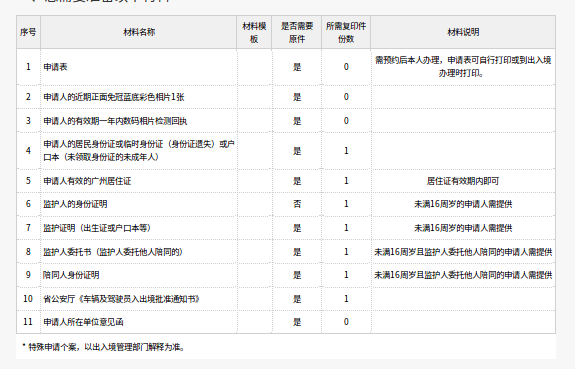 序号 材料名称 材料模板 是否需要原件 所需复印件份数 材料说明
1 申请表 是 0 需预约后本人办理，申请表可自行打印或到出入境办理时打印。
2 申请人的近期正面免冠蓝底彩色相片1张 是 0
3 申请人的有效期一年内数码相片检测回执 是 0
4 申请人的居民身份证或临时身份证（身份证遗失）或户口本（未领取身份证的未成年人） 是 1
5 申请人有效的广州居住证 是 1 居住证有效期内即可
6 监护人的身份证明 否 1 未满16周岁的申请人需提供
7 监护证明（出生证或户口本等） 是 1 未满16周岁的申请人需提供
8 监护人委托书（监护人委托他人陪同的） 是 1 未满16周岁且监护人委托他人陪同的申请人需提供
9 陪同人身份证明 是 1 未满16周岁且监护人委托他人陪同的申请人需提供
10 省公安厅《车辆及驾驶员入出境批准通知书》 是 1
11 申请人所在单位意见函 是 0
* 特殊申请个案，以出入境管理部门解释为准。